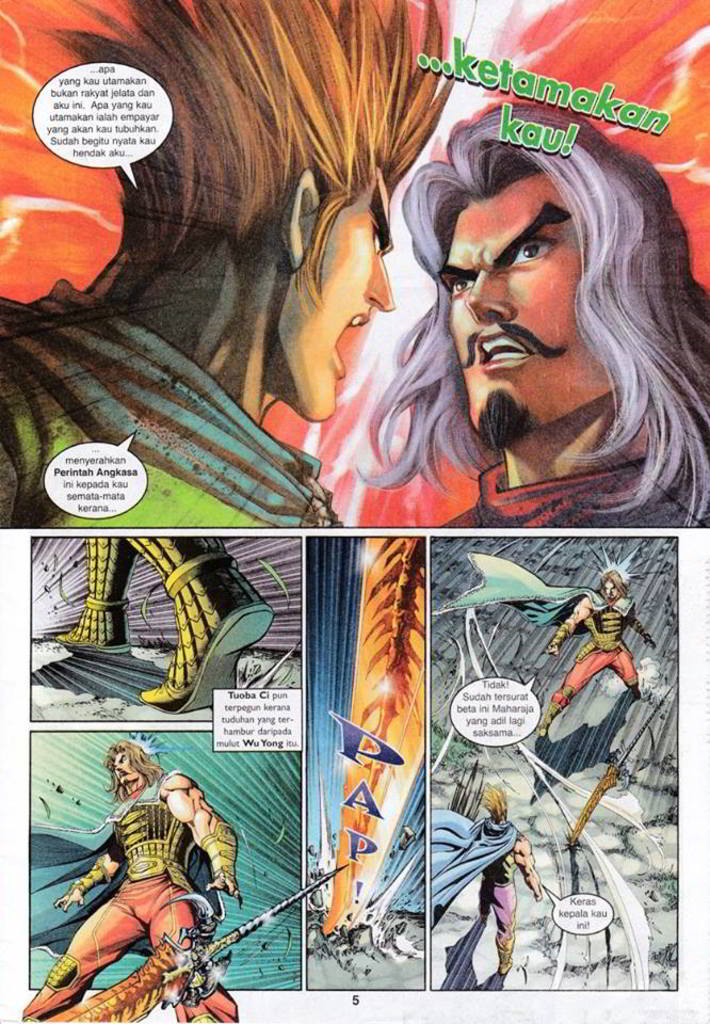 ...apa
yang kau utamakan
bukan rakyat jelata dan
aku ini. Apa yang kau
utamakan ialah empayar
yang akan kau tubuhkan.
Sudah begitu nyata kau
hendak aku...
...
menyerahkan
Perintah Angkasa
ini kepada kau
semata-mata
kerana...
...ketamakan
kau!
Tuoba Ci pun
terpegun kerana
tuduhan yang ter-
hambur daripada
mulut Wu Yong itu.
PAP!
Tidak!
Sudah tersurat
beta ini Maharaja
yang adil lagi
saksama...
Keras
kepala kau
ini!
5